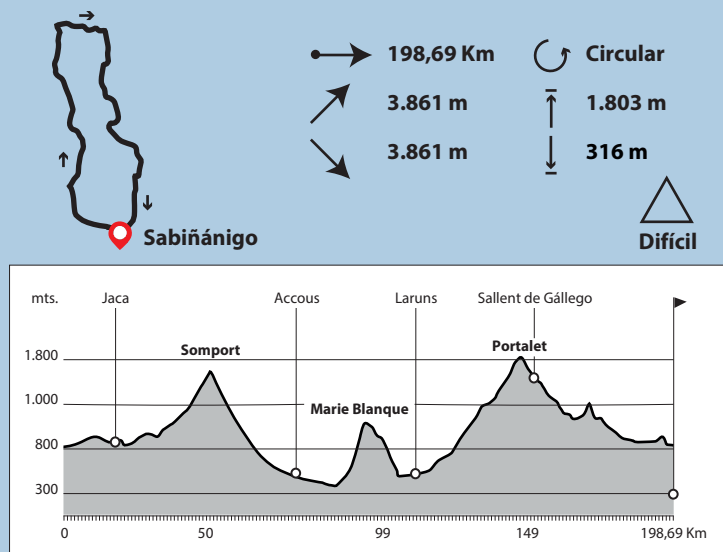 198,69 Km
Circular
3.861 m
1.803 m
3.861 m
316 m
Sabiñánigo
Difícil
mts.
Jaca
Accous
Laruns
Sallent de Gállego
Somport
Portalet
Marie Blanque
1.800
1.000
800
300
0
50
99
149
198,69 Km